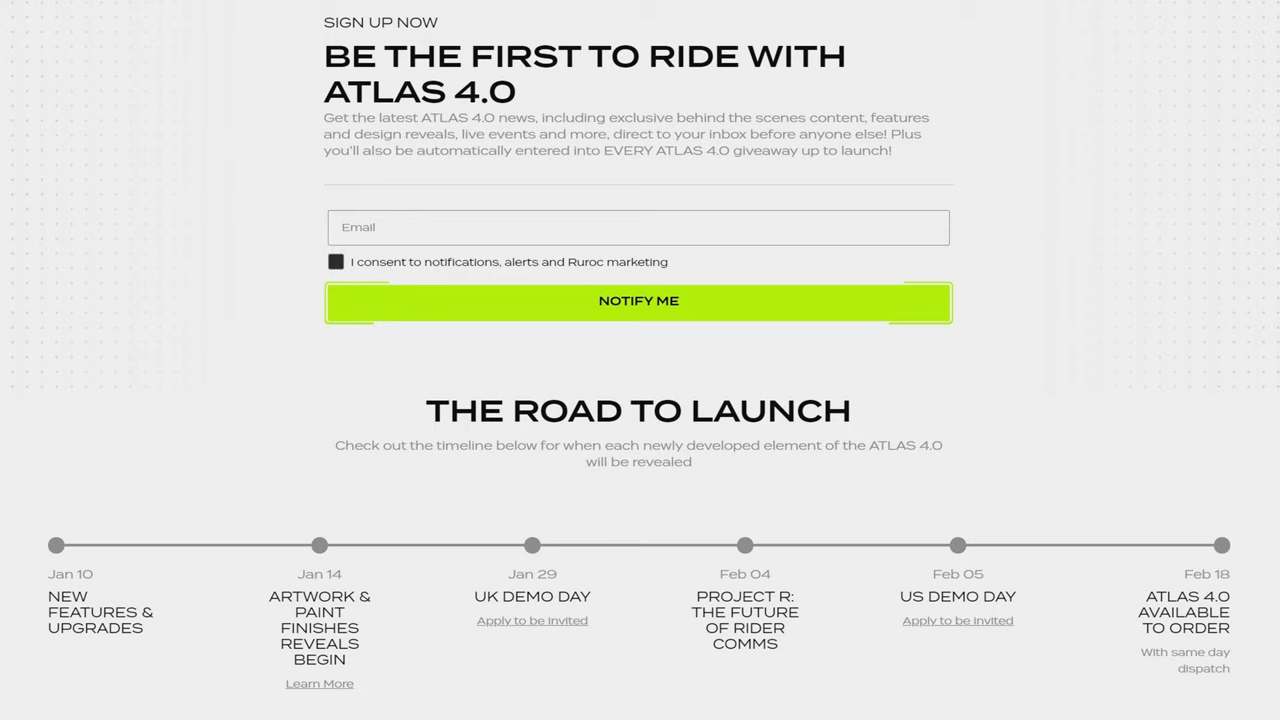 SIGN UP NOW
BE THE FIRST TO RIDE WITH
ATLAS 4.0
Get the latest ATLAS 4.0 news, including exclusive behind the scenes content, features
and design reveals, live events and more, direct to your inbox before anyone else! Plus
you'll also be automatically entered into EVERY ATLAS 4.0 giveaway up to launch!
Email
I consent to notifications, alerts and Ruroc marketing
NOTIFY ME
THE ROAD TO LAUNCH
Check out the timeline below for when each newly developed element of the ATLAS 4.0
will be revealed
Jan 10
NEW
FEATURES &
UPGRADES
Jan 14
ARTWORK &
PAINT
FINISHES
REVEALS
BEGIN
Learn More
Jan 29
UK DEMO DAY
Apply to be invited
Feb 04
PROJECT R:
THE FUTURE
OF RIDER
COMMS
Feb 05
US DEMO DAY
Apply to be invited
Feb 18
ATLAS 4.0
AVAILABLE
TO ORDER
With same day
dispatch